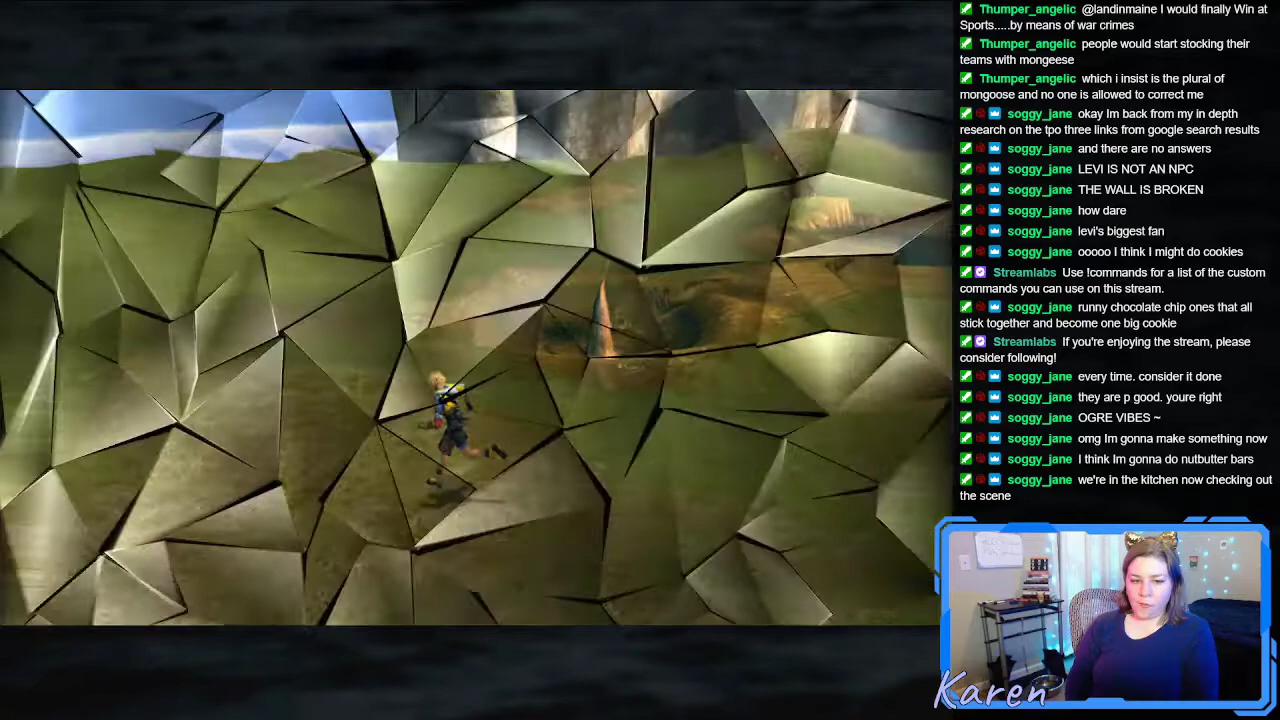 Thumper_angelic @landinmaine I would finally Win at
Sports.....by means of war crimes
Thumper_angelic people would start stocking their
teams with mongeese
Thumper_angelic which i insist is the plural of
mongoose and no one is allowed to correct me
soggy_jane okay Im back from my in depth
research on the tpo three links from google search results
soggy_jane and there are no answers
soggy_jane LEVI IS NOT AN NPC
soggy_jane THE WALL IS BROKEN
soggy_jane how dare
soggy_jane levi's biggest fan
soggy_jane ooooo I think I might do cookies
Streamlabs Use !commands for a list of the custom
commands you can use on this stream.
soggy_jane runny chocolate chip ones that all
stick together and become one big cookie
Streamlabs If you're enjoying the stream, please
consider following!
soggy_jane every time. consider it done
soggy_jane they are p good. youre right
soggy_jane OGRE VIBES ~
soggy_jane omg Im gonna make something now
soggy_jane I think Im gonna do nutbutter bars
soggy_jane we're in the kitchen now checking out
the scene
Karen